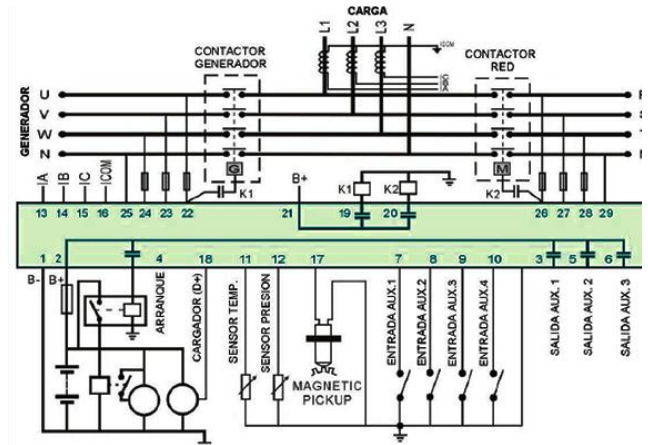 CARGA
L1 L2 L3 N
ICOM
CONTACTOR
GENERADOR
CONTACTOR
RED
GENERADOR
U
V
W
N
G
M
IA IB IC ICOM
K1
B+
K1 K2
K2
13 14 15 16 25 24 23 22 21 19 20 26 27 28 29
1 2 4 18 11 12 17 7 8 9 10 3 5 6
B- B+
ARRANQUE
CARGADOR (D+)
SENSOR TEMP.
SENSOR PRESION
MAGNETIC
PICKUP
ENTRADA AUX.1
ENTRADA AUX.2
ENTRADA AUX.3
ENTRADA AUX.4
SALIDA AUX. 1
SALIDA AUX. 2
SALIDA AUX. 3